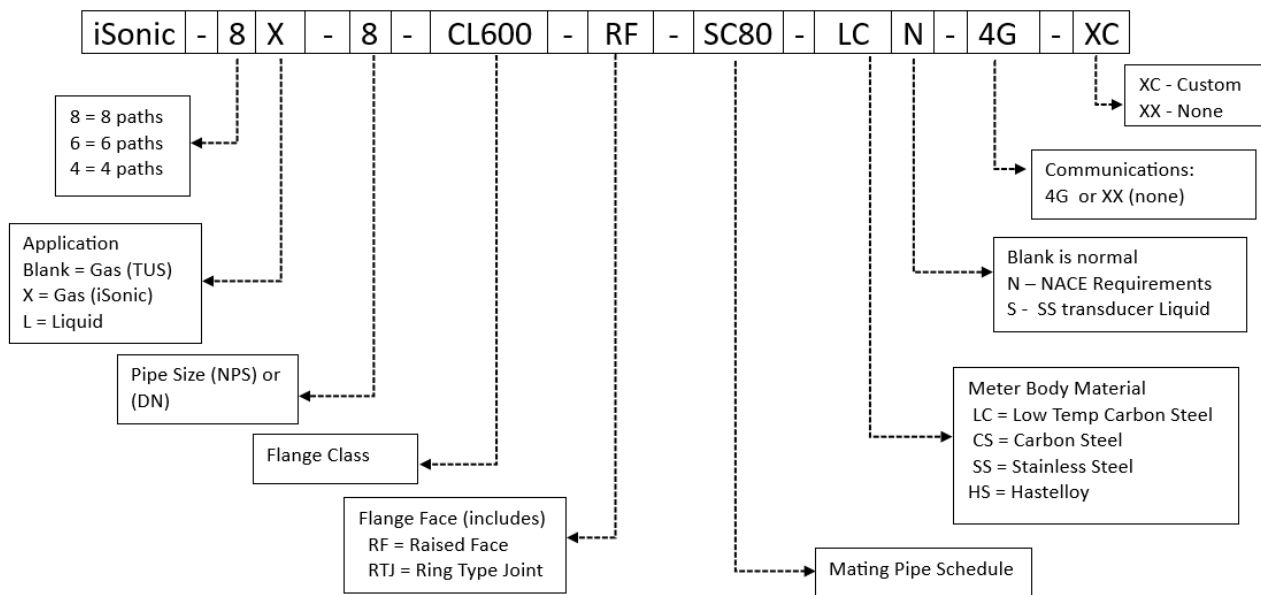 iSonic - 8 X - 8 - CL600 - RF - SC80 - LC N - 4G - XC
XC - Custom
XX - None
8 = 8 paths
6 = 6 paths
4 = 4 paths
Communications:
4G or XX (none)
Application
Blank = Gas (TUS)
X = Gas (iSonic)
L = Liquid
Blank is normal
N – NACE Requirements
S - SS transducer Liquid
Pipe Size (NPS) or
(DN)
Meter Body Material
LC = Low Temp Carbon Steel
CS = Carbon Steel
SS = Stainless Steel
HS = Hastelloy
Flange Class
Flange Face (includes)
RF = Raised Face
RTJ = Ring Type Joint
Mating Pipe Schedule